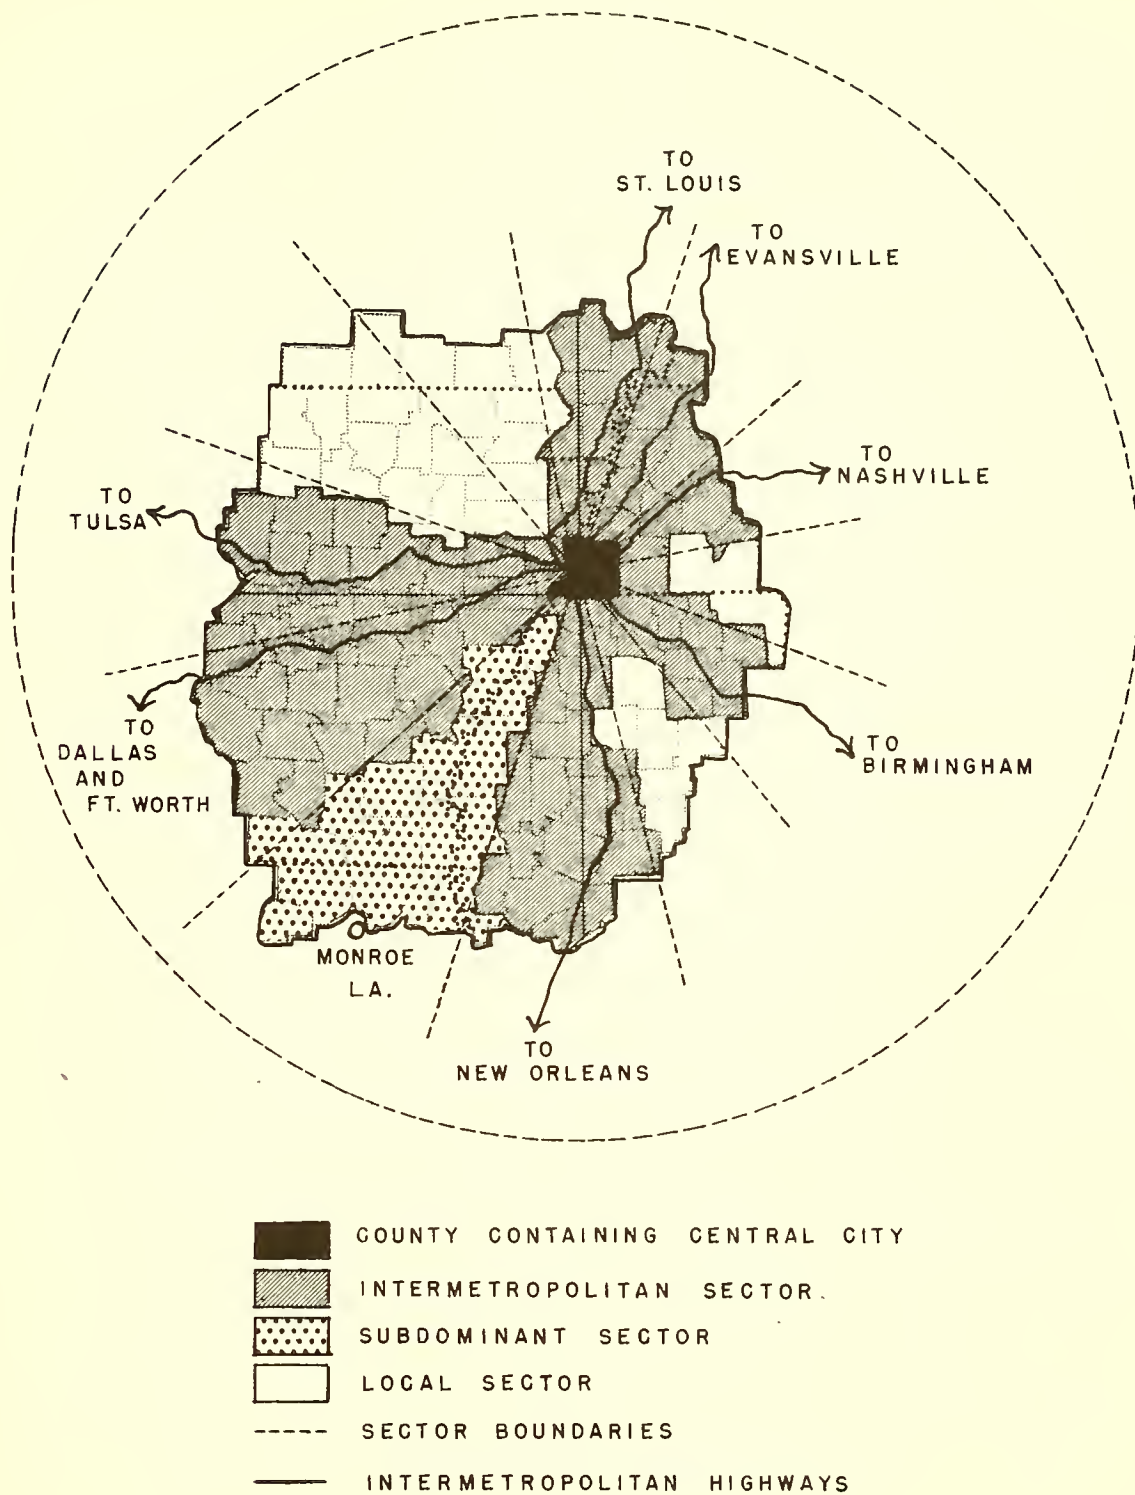 TO
ST. LOUIS
TO
EVANSVILLE
TO
NASHVILLE
TO
TULSA
TO
DALLAS
AND
FT. WORTH
TO
BIRMINGHAM
MONROE
LA.
TO
NEW ORLEANS
COUNTY CONTAINING CENTRAL CITY
INTERMETROPOLITAN SECTOR.
SUBDOMINANT SECTOR
LOCAL SECTOR
SECTOR BOUNDARIES
INTERMETROPOLITAN HIGHWAYS